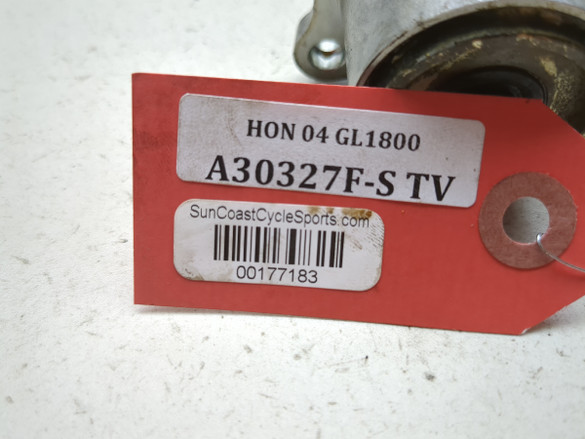 HON 04 GL1800
A30327F-S TV
SunCoastCycleSports.com
00177183